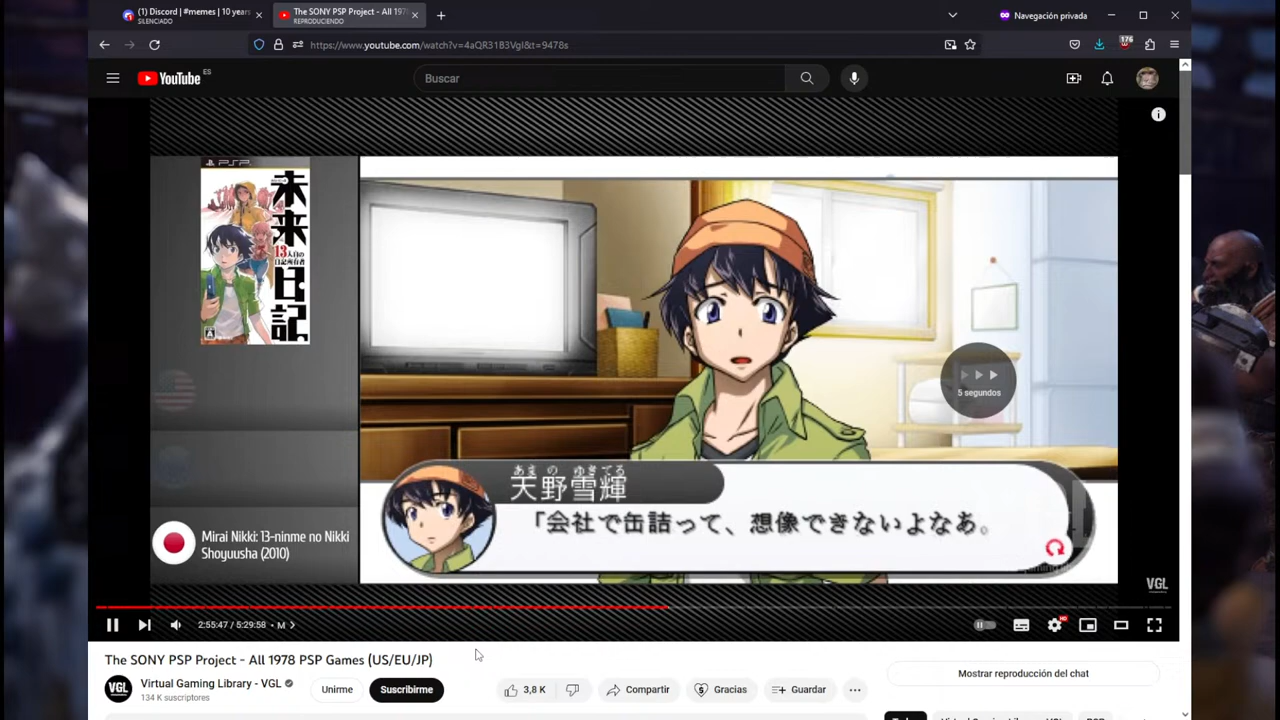 Discord | #memes | 10 years
SILENCIADO
The SONY PSP Project - All 197
REPRODUCIENDO
Navegación privada
https://www.youtube.com/watch?v=4aQR31B3VgI&t=9478s
176
YouTube ES
Buscar
PSP
未来日記
13人目の
日記所有者
5 segundos
あまの ゆきてる
天野雪輝
「会社で缶詰って、想像できないよなあ。
Mirai Nikki: 13-ninme no Nikki
Shoyuusha (2010)
VGL
2:55:47 / 5:29:58 • M
HD
The SONY PSP Project - All 1978 PSP Games (US/EU/JP)
VGL
Virtual Gaming Library - VGL
134 K suscriptores
Unirme
Suscribirme
3,8 K
Compartir
Gracias
Guardar
Mostrar reproducción del chat